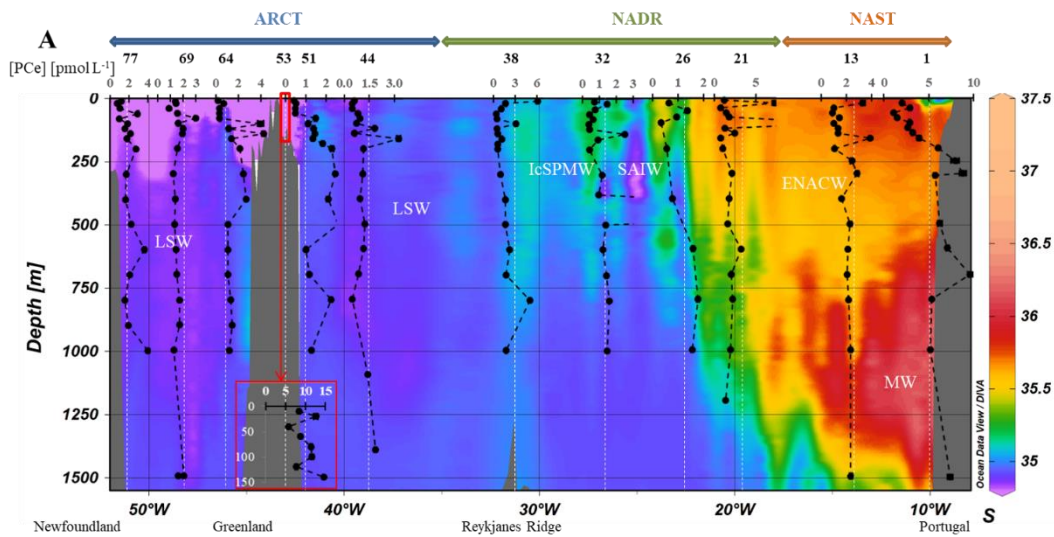 ARCT NADR NAST
A
77 69 64 53 51 44 38 32 26 21 13 1
[PCe] [pmol L-1]
0 2 4 0 1 2 3 0 2 4 0 0 1 2 0.0 1.5 3.0 0 3 6 0 1 2 3 0 1 2 0 5 0 2 4 0 5 10
0
250
500
750
1000
1250
1500
Depth [m]
IcSPMW SAIW ENACW
LSW LSW
MW
0 5 10 15
0
50
100
150
37.5
37
36.5
36
35.5
35
S
Ocean Data View / DIVA
50°W 40°W 30°W 20°W 10°W
Newfoundland Greenland Reykjanes Ridge Portugal